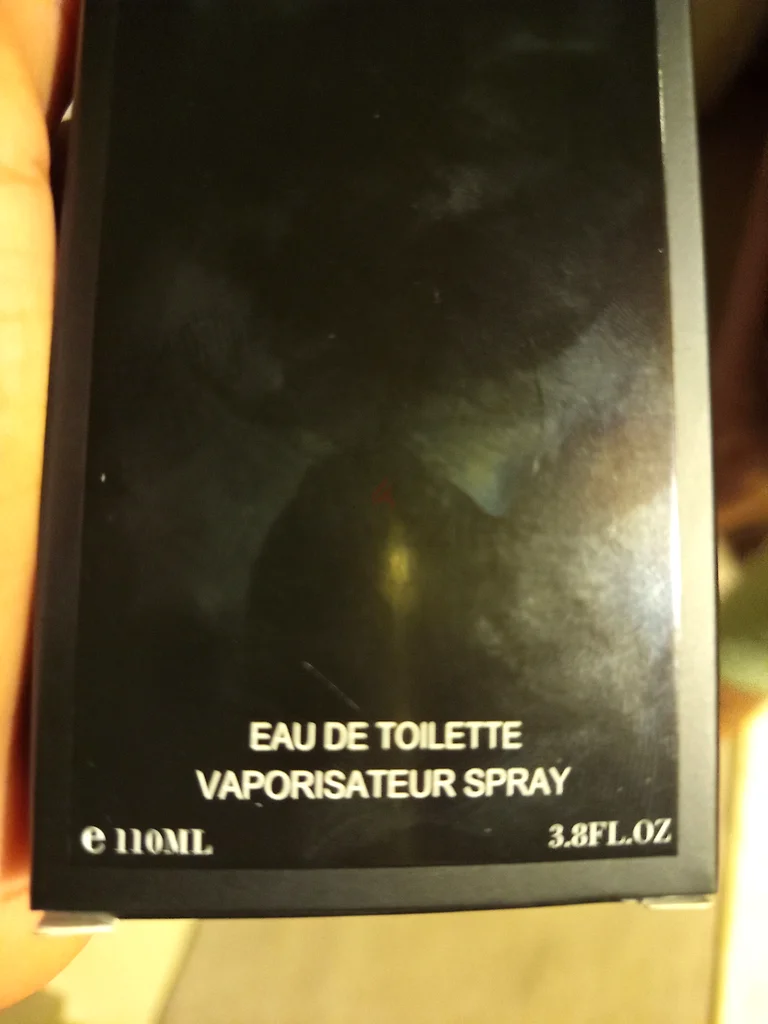 EAU DE TOILETTE
VAPORISATEUR SPRAY
e 110ML 3.8FL.OZ